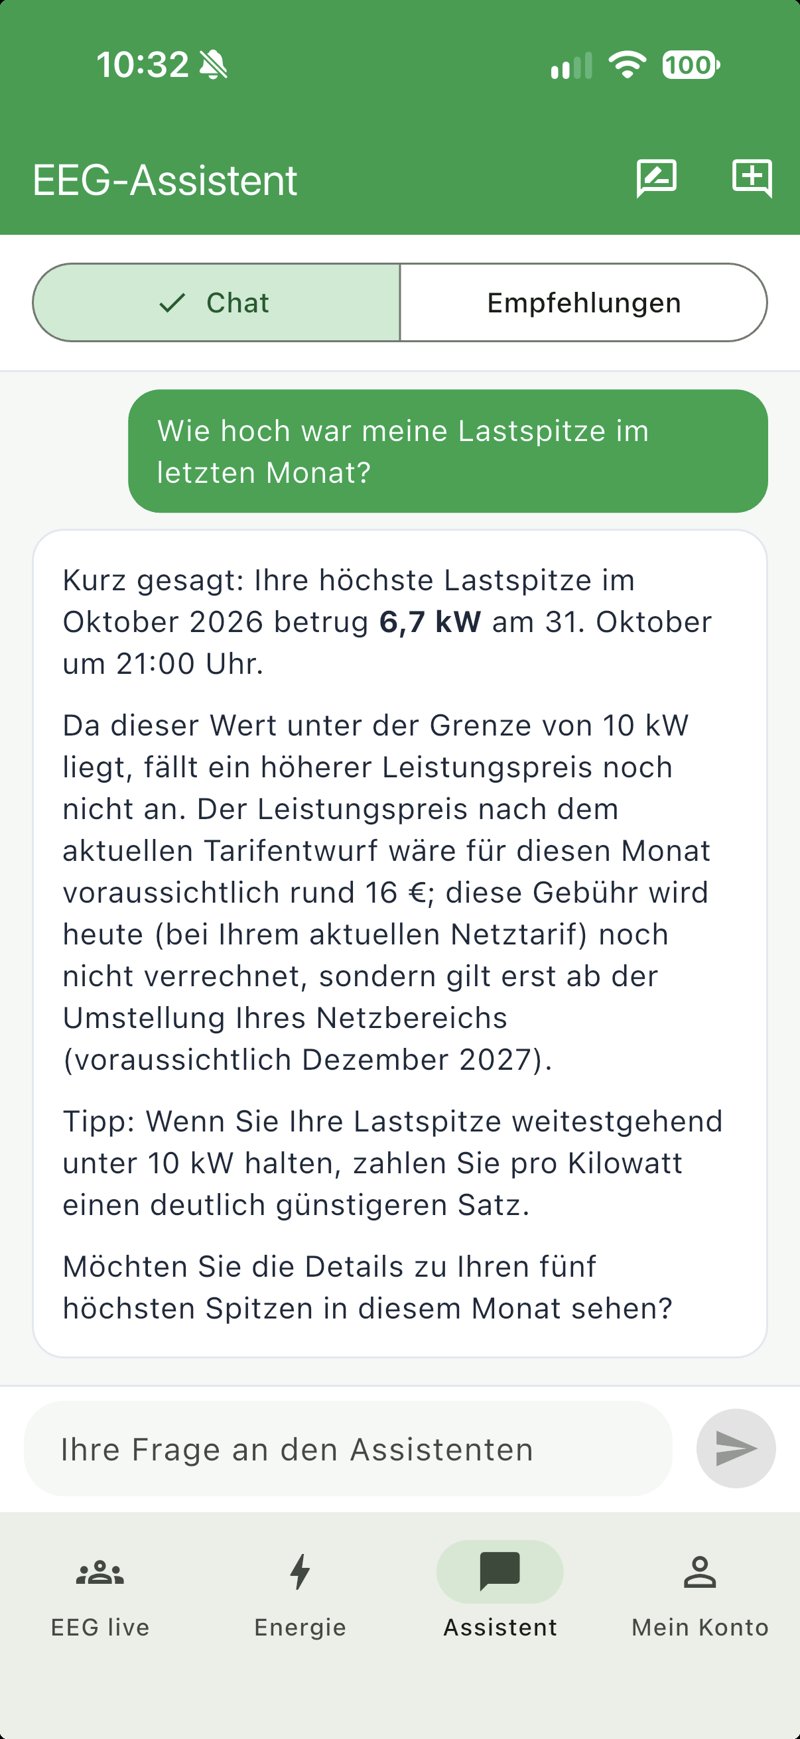 10:32
100
EEG-Assistent
Chat
Empfehlungen
Wie hoch war meine Lastspitze im
letzten Monat?
Kurz gesagt: Ihre höchste Lastspitze im
Oktober 2026 betrug 6,7 kW am 31. Oktober
um 21:00 Uhr.
Da dieser Wert unter der Grenze von 10 kW
liegt, fällt ein höherer Leistungspreis noch
nicht an. Der Leistungspreis nach dem
aktuellen Tarifentwurf wäre für diesen Monat
voraussichtlich rund 16 €; diese Gebühr wird
heute (bei Ihrem aktuellen Netztarif) noch
nicht verrechnet, sondern gilt erst ab der
Umstellung Ihres Netzbereichs
(voraussichtlich Dezember 2027).
Tipp: Wenn Sie Ihre Lastspitze weitestgehend
unter 10 kW halten, zahlen Sie pro Kilowatt
einen deutlich günstigeren Satz.
Möchten Sie die Details zu Ihren fünf
höchsten Spitzen in diesem Monat sehen?
Ihre Frage an den Assistenten
EEG live
Energie
Assistent
Mein Konto